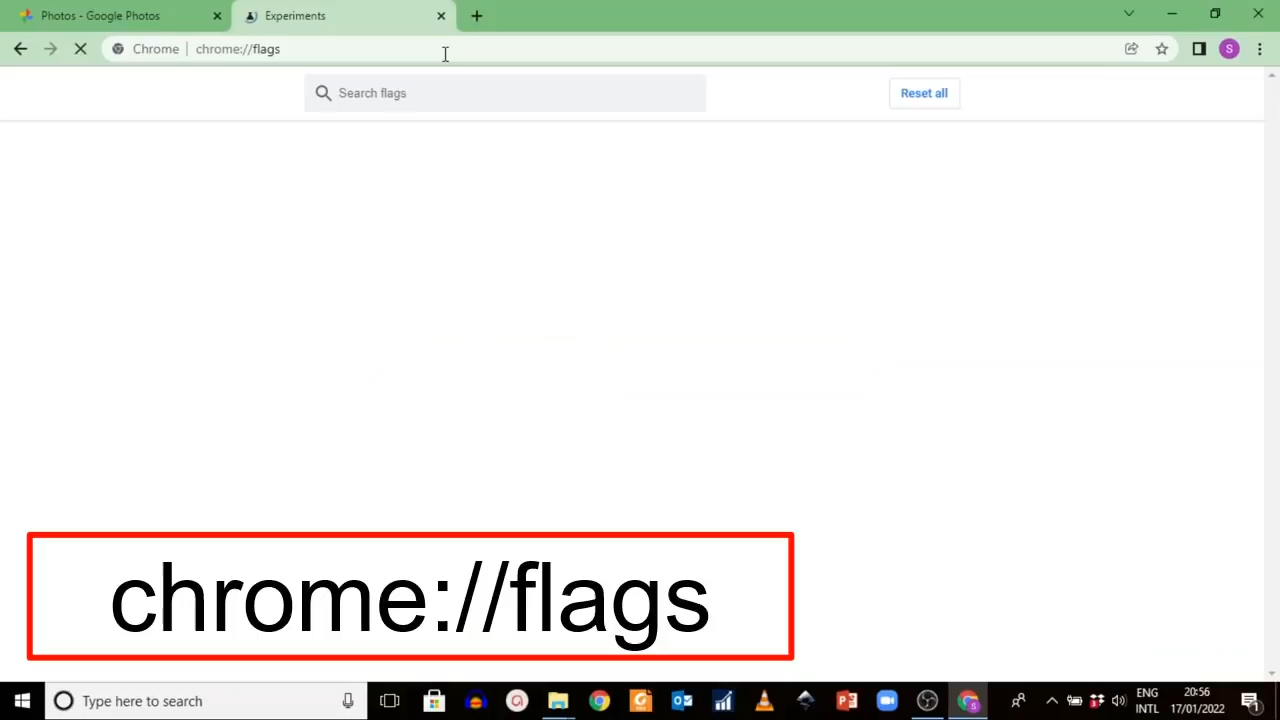 Photos - Google Photos
Experiments
Chrome
chrome://flags
S
Search flags
Reset all
chrome://flags
Type here to search
ENG
INTL
20:56
17/01/2022
1